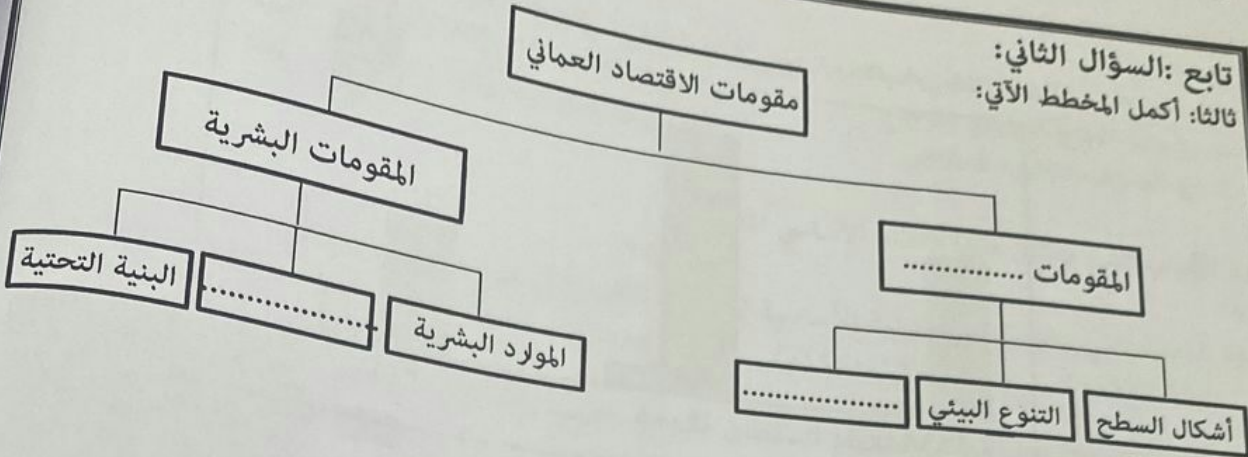 تابع :السؤال الثاني:
ثالثا: أكمل المخطط الآتي:
مقومات الاقتصاد العماني
المقومات ...............
أشكال السطح
التنوع البيئي
...................
المقومات البشرية
الموارد البشرية
.....................
البنية التحتية